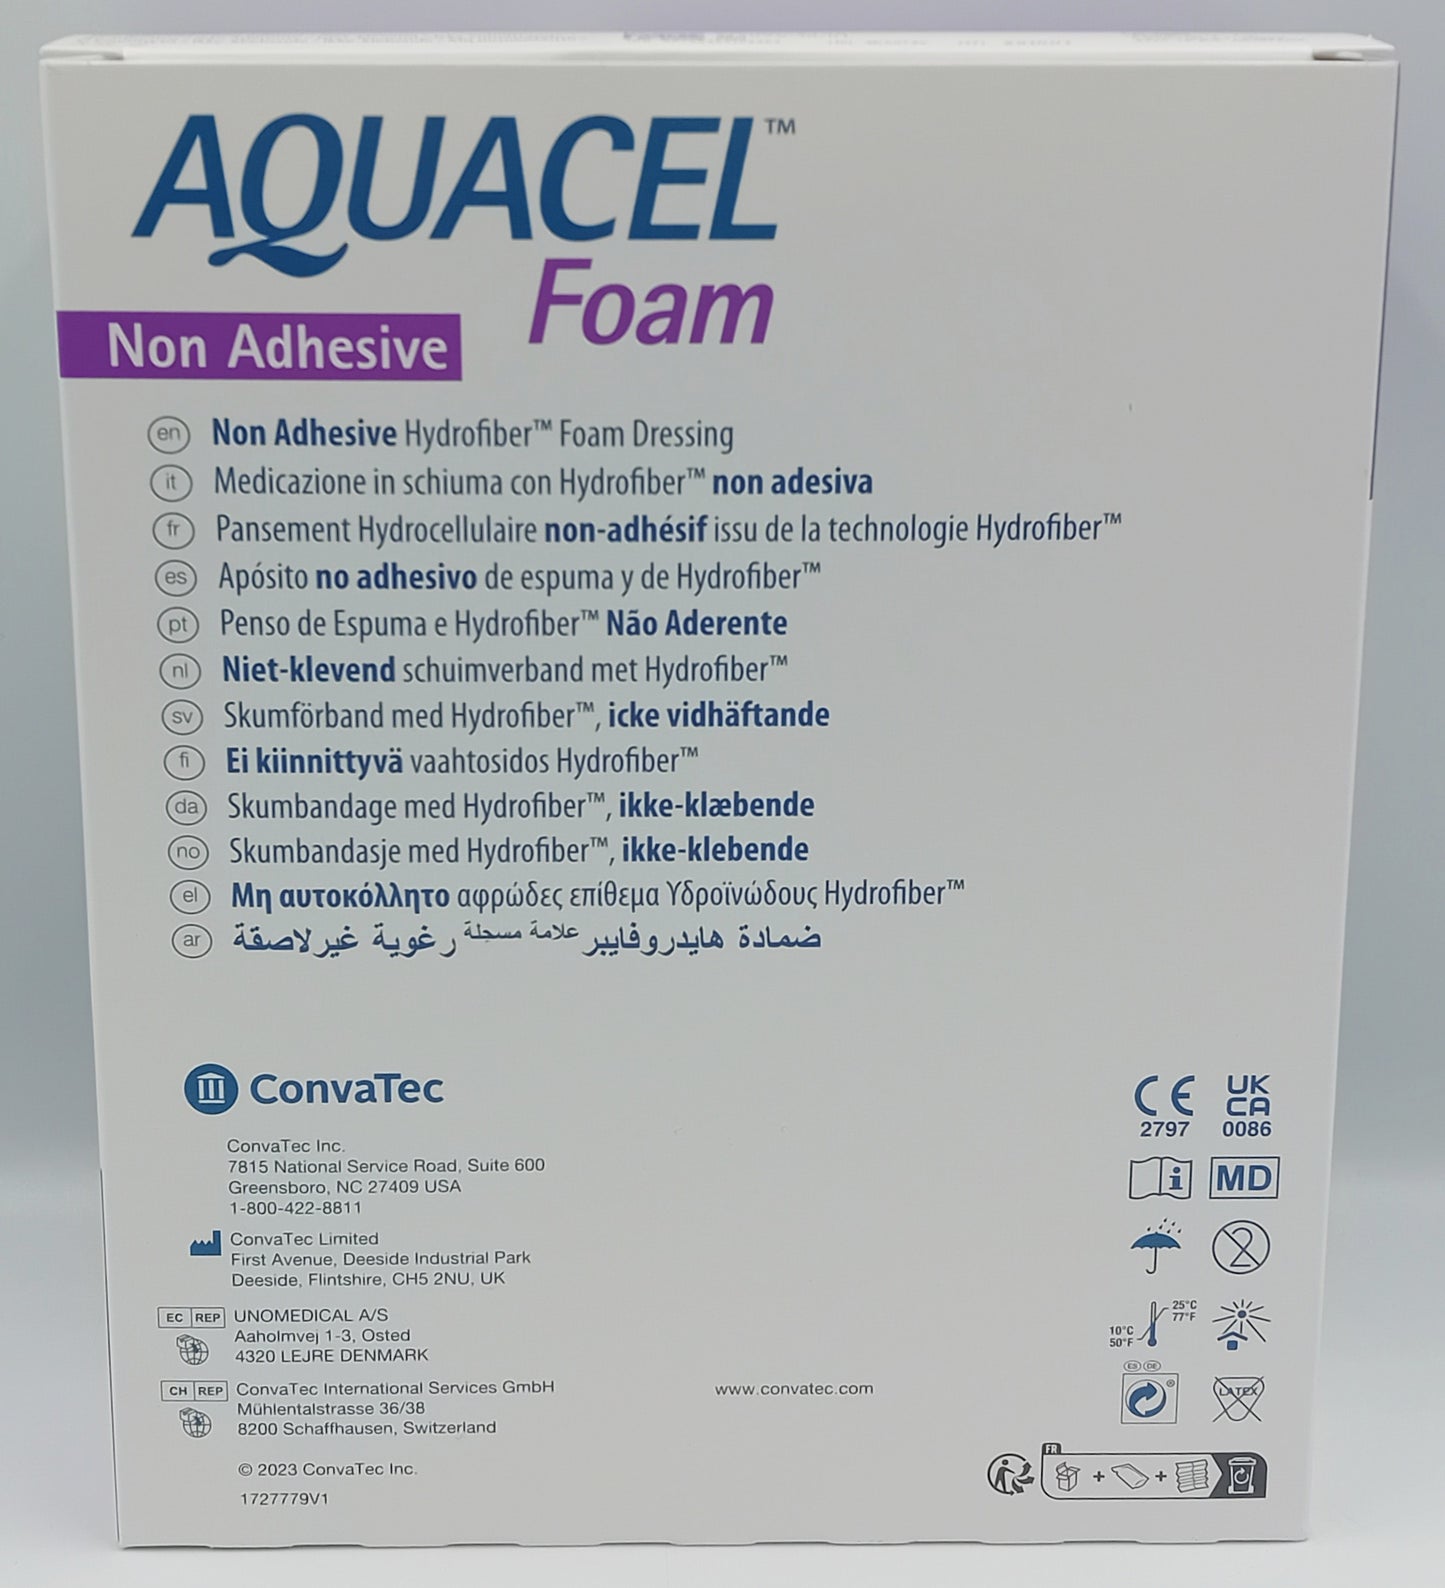 AQUACEL™
Foam
Non Adhesive
en Non Adhesive Hydrofiber™ Foam Dressing
it Medicazione in schiuma con Hydrofiber™ non adesiva
fr Pansement Hydrocellulaire non-adhésif issu de la technologie Hydrofiber™
es Apósito no adhesivo de espuma y de Hydrofiber™
pt Penso de Espuma e Hydrofiber™ Não Aderente
nl Niet-klevend schuimverband met Hydrofiber™
sv Skumförband med Hydrofiber™, icke vidhäftande
fi Ei kiinnittyvä vaahtosidos Hydrofiber™
da Skumbandage med Hydrofiber™, ikke-klæbende
no Skumbandasje med Hydrofiber™, ikke-klebende
el Μη αυτοκόλλητο αφρώδες επίθεμα Υδροϊνώδους Hydrofiber™
ar ضمادة هايدروفايبر علامة مسجلة رغوية غيرلاصقة
ConvaTec
ConvaTec Inc.
7815 National Service Road, Suite 600
Greensboro, NC 27409 USA
1-800-422-8811
ConvaTec Limited
First Avenue, Deeside Industrial Park
Deeside, Flintshire, CH5 2NU, UK
EC REP UNOMEDICAL A/S
Aaholmvej 1-3, Osted
4320 LEJRE DENMARK
CH REP ConvaTec International Services GmbH
Mühlentalstrasse 36/38
8200 Schaffhausen, Switzerland
© 2023 ConvaTec Inc.
1727779V1
www.convatec.com
CE UK
CA
2797 0086
i MD
2
25°C
77°F
10°C
50°F
ES DE
®
LATEX
FR
+ +